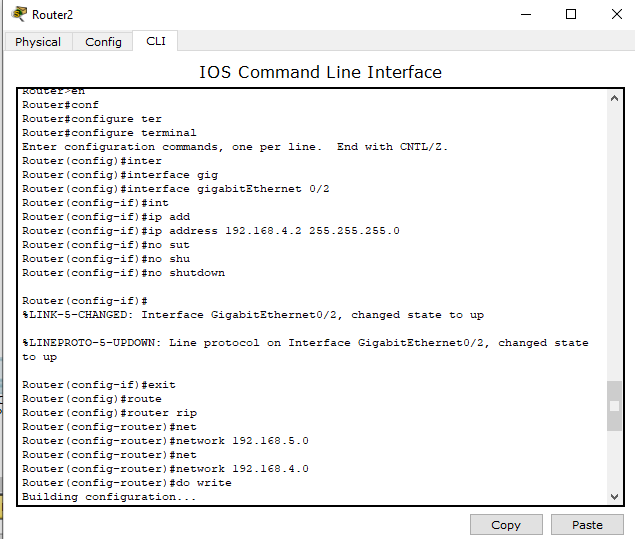 Router2
Physical Config CLI
IOS Command Line Interface
Router>en
Router#conf
Router#configure ter
Router#configure terminal
Enter configuration commands, one per line.  End with CNTL/Z.
Router(config)#inter
Router(config)#interface gig
Router(config)#interface gigabitEthernet 0/2
Router(config-if)#int
Router(config-if)#ip add
Router(config-if)#ip address 192.168.4.2 255.255.255.0
Router(config-if)#no sut
Router(config-if)#no shu
Router(config-if)#no shutdown
Router(config-if)#
%LINK-5-CHANGED: Interface GigabitEthernet0/2, changed state to up
%LINEPROTO-5-UPDOWN: Line protocol on Interface GigabitEthernet0/2, changed state
to up
Router(config-if)#exit
Router(config)#route
Router(config)#router rip
Router(config-router)#net
Router(config-router)#network 192.168.5.0
Router(config-router)#net
Router(config-router)#network 192.168.4.0
Router(config-router)#do write
Building configuration...
Copy Paste